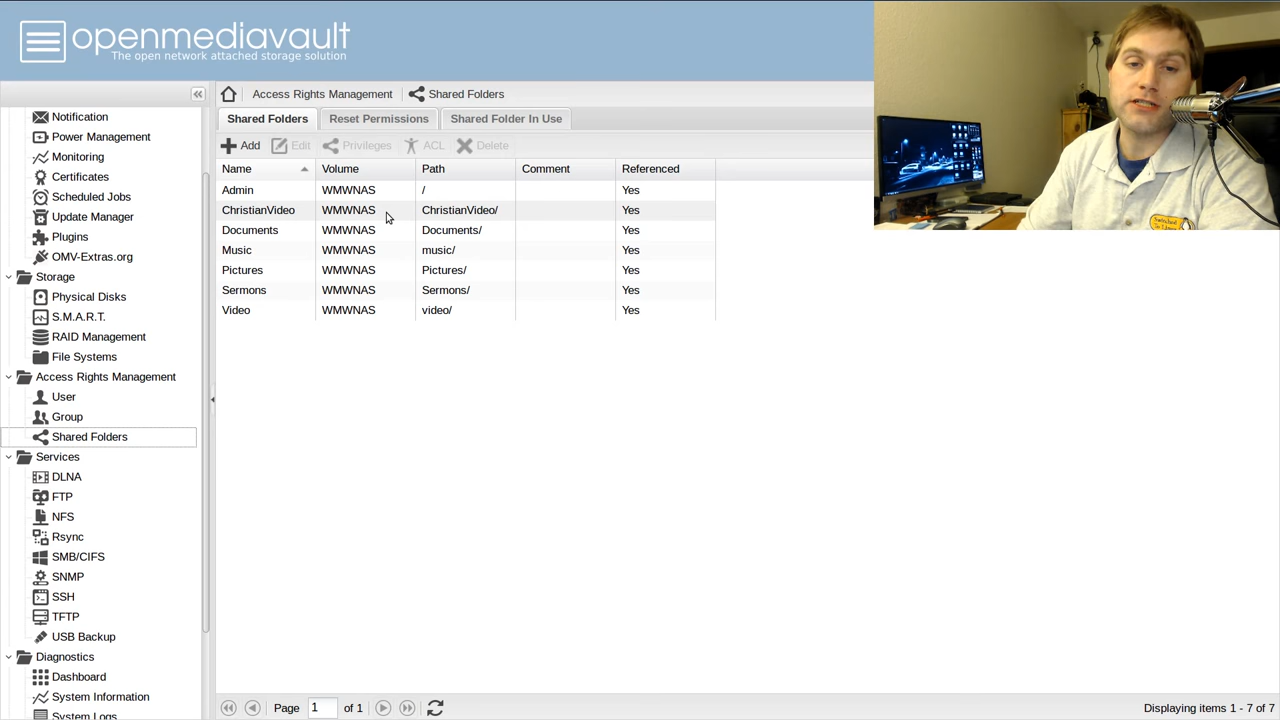 openmediavault
The open network attached storage solution
Notification
Power Management
Monitoring
Certificates
Scheduled Jobs
Update Manager
Plugins
OMV-Extras.org
Storage
Physical Disks
S.M.A.R.T.
RAID Management
File Systems
Access Rights Management
User
Group
Shared Folders
Services
DLNA
FTP
NFS
Rsync
SMB/CIFS
SNMP
SSH
TFTP
USB Backup
Diagnostics
Dashboard
System Information
System Logs
Access Rights Management Shared Folders
Shared Folders Reset Permissions Shared Folder In Use
Add Edit Privileges ACL Delete
Name Volume Path Comment Referenced
Admin WMWNAS / Yes
ChristianVideo WMWNAS ChristianVideo/ Yes
Documents WMWNAS Documents/ Yes
Music WMWNAS music/ Yes
Pictures WMWNAS Pictures/ Yes
Sermons WMWNAS Sermons/ Yes
Video WMWNAS video/ Yes
Page 1 of 1 Displaying items 1 - 7 of 7